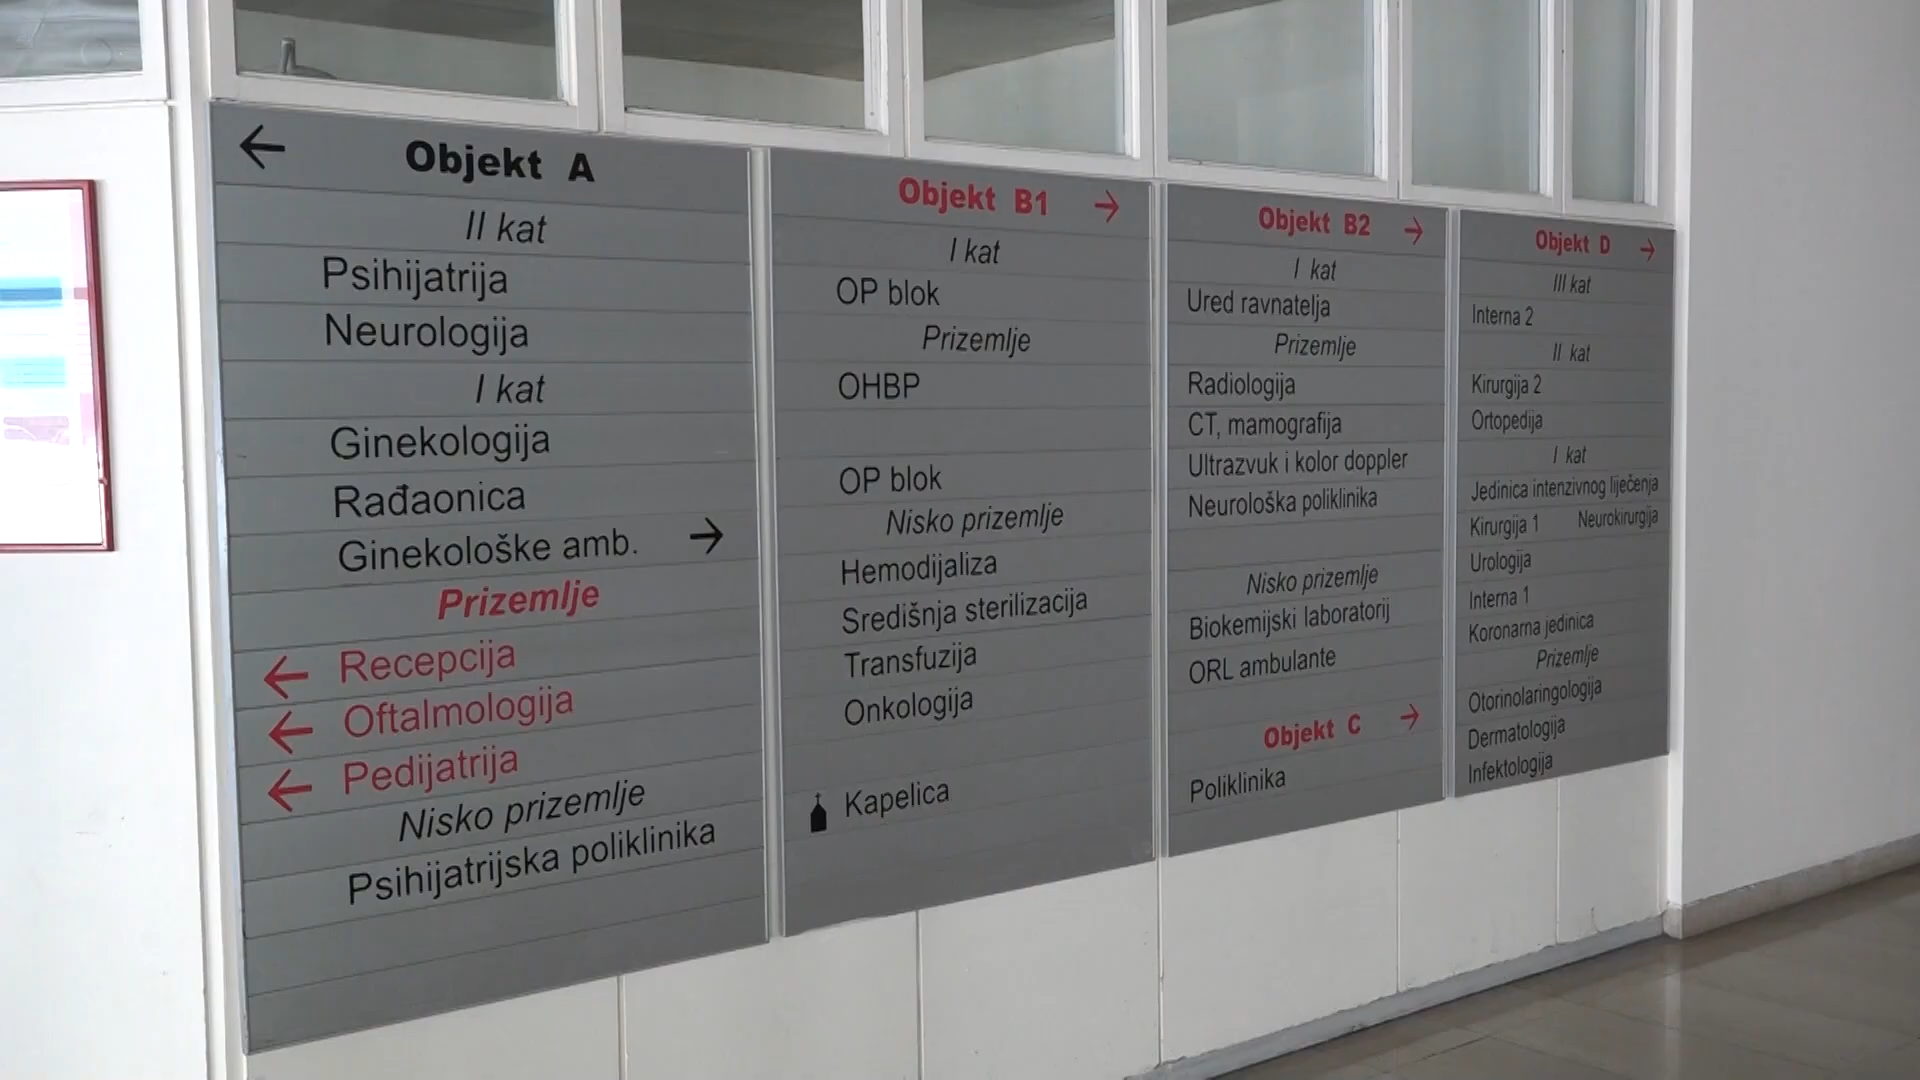 ← Objekt A
II kat
Psihijatrija
Neurologija
I kat
Ginekologija
Rađaonica
Ginekološke amb. →
Prizemlje
← Recepcija
← Oftalmologija
← Pedijatrija
Nisko prizemlje
Psihijatrijska poliklinika
Objekt B1 →
I kat
OP blok
Prizemlje
OHBP
OP blok
Nisko prizemlje
Hemodijaliza
Središnja sterilizacija
Transfuzija
Onkologija
Kapelica
Objekt B2 →
I kat
Ured ravnatelja
Prizemlje
Radiologija
CT, mamografija
Ultrazvuk i kolor doppler
Neurološka poliklinika
Nisko prizemlje
Biokemijski laboratorij
ORL ambulante
Objekt C →
Poliklinika
Objekt D →
III kat
Interna 2
II kat
Kirurgija 2
Ortopedija
I kat
Jedinica intenzivnog liječenja
Kirurgija 1 Neurokirurgija
Urologija
Interna 1
Koronarna jedinica
Prizemlje
Otorinolaringologija
Dermatologija
Infektologija